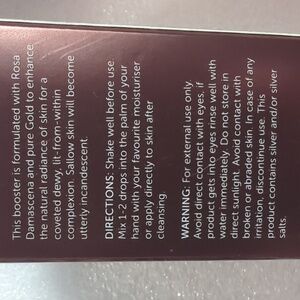 This booster is formulated with Rosa
Damascena and pure Gold to enhance
the natural radiance of skin for a
coveted dewy, lit-from-within
complexion. Sallow skin will become
utterly incandescent.
DIRECTIONS: Shake well before use.
Mix 1-2 drops into the palm of your
hand with your favourite moisturiser
or apply directly to skin after
cleansing.
WARNING: For external use only.
Avoid direct contact with eyes, if
product gets into eyes rinse well with
water immediately. Do not store in
direct sunlight. Avoid contact with
broken or abraded skin. In case of any
irritation, discontinue use. This
product contains silver and/or silver
salts.